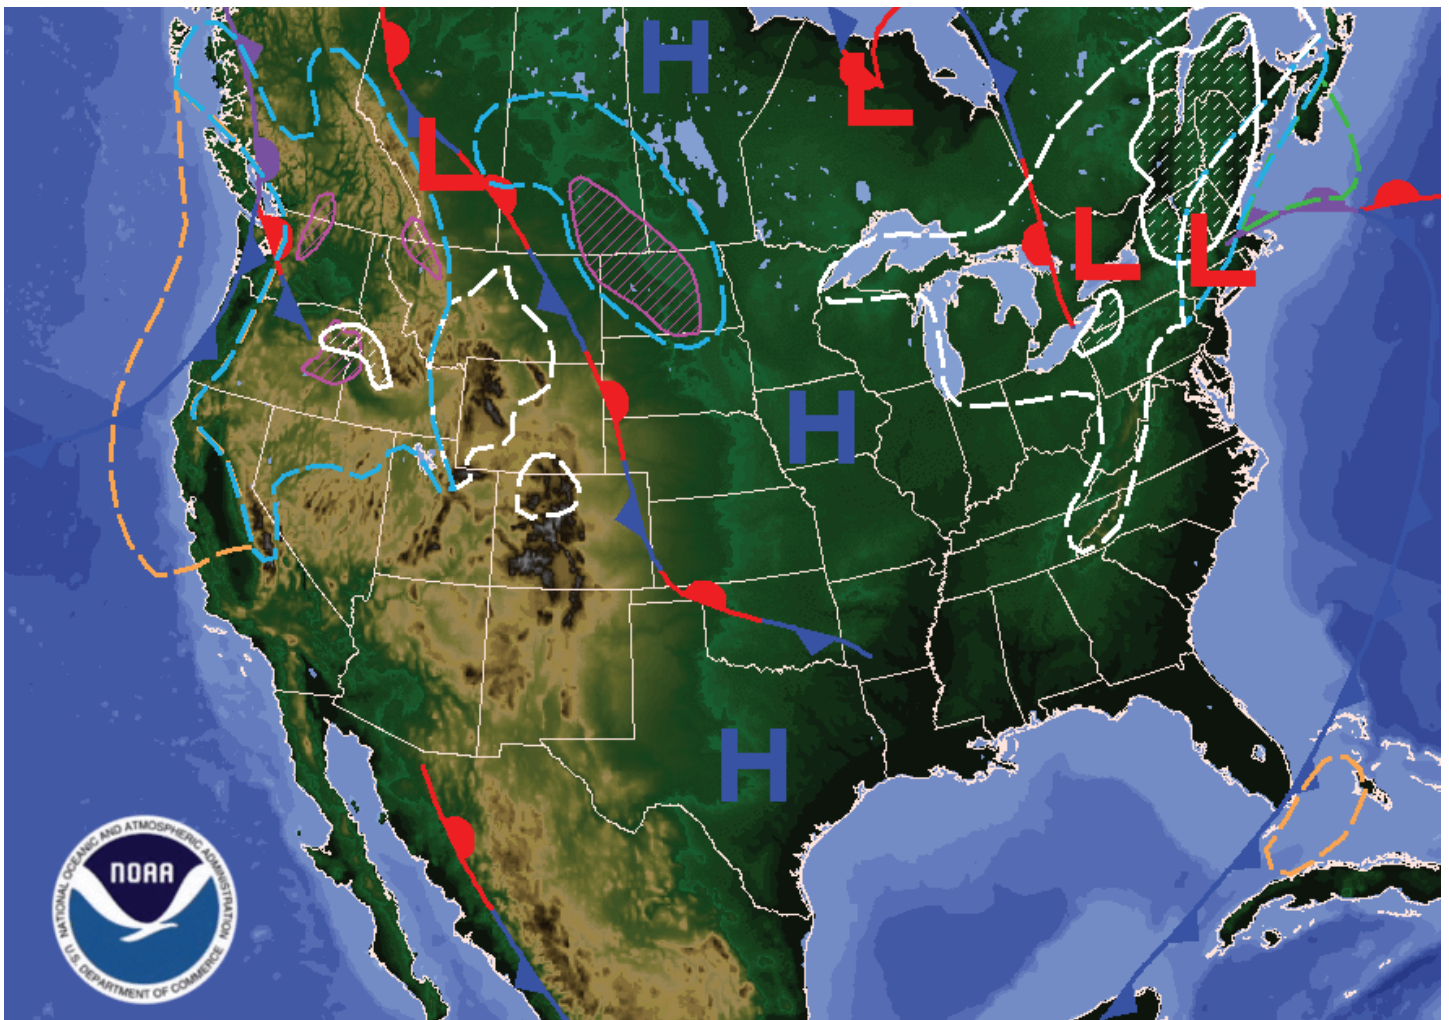 H
L
L
L
L
H
H
NATIONAL OCEANIC AND ATMOSPHERIC ADMINISTRATION
NOAA
U.S. DEPARTMENT OF COMMERCE